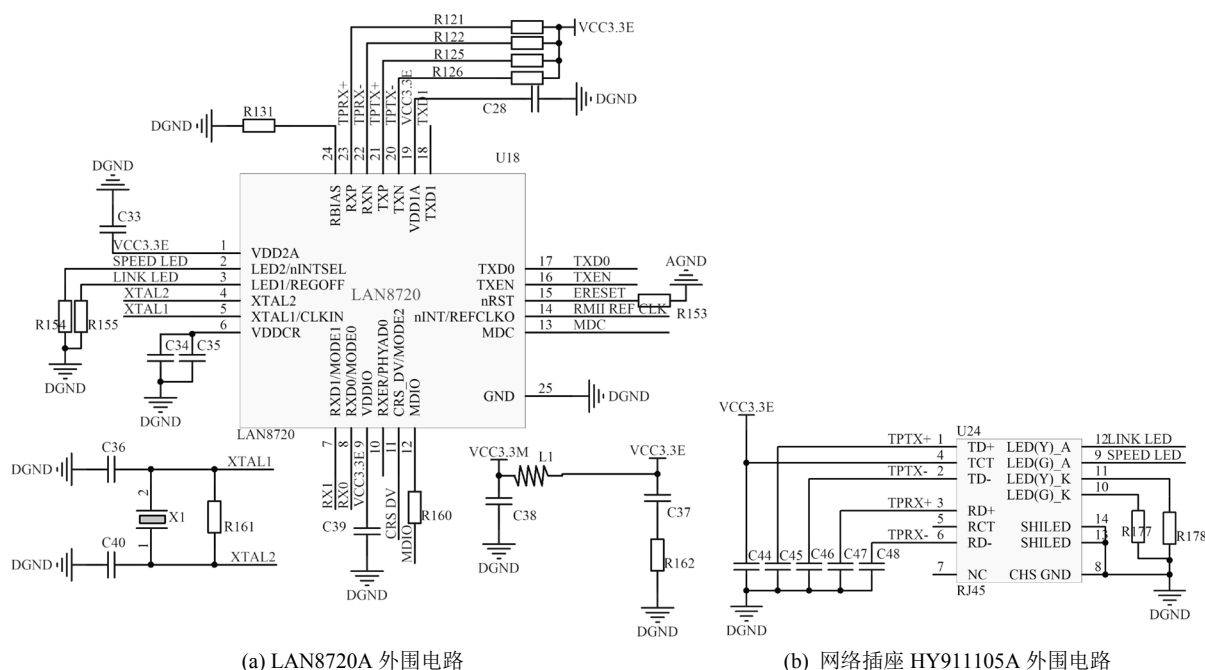 R121
R122
R125
R126
VCC3.3E
C28
DGND
R131
DGND
TPRX+
TPRX-
TPTX+
TPTX-
VCC3.3E
TXD1
24
23
22
21
20
19
18
U18
RBIAS
RXP
RXN
TXP
TXN
VDD1A
TXD1
DGND
C33
VCC3.3E 1 VDD2A
SPEED LED 2 LED2/nINTSEL
LINK LED 3 LED1/REGOFF
XTAL2 4 XTAL2
XTAL1 5 XTAL1/CLKIN
6 VDDCR
R154
R155
DGND
C34
C35
DGND
LAN8720
TXD0 17 TXD0
TXEN 16 TXEN
nRST 15 ERESET
nINT/REFCLKO 14 RMII REF CLK
MDC 13 MDC
AGND
R153
GND 25
DGND
RXD1/MODE1
RXD0/MODE0
VDDIO
RXER/PHYAD0
CRS_DV/MODE2
MDIO
LAN8720
7
8
9
10
11
12
RX1
RX0
VCC3.3E
CRS DV
MDIO
C39
DGND
R160
C36
DGND
XTAL1
2
X1
1
R161
C40
DGND
XTAL2
VCC3.3M
L1
VCC3.3E
C38
DGND
C37
R162
DGND
VCC3.3E
U24
TPTX+ 1 TD+
4 TCT
TPTX- 2 TD-
TPRX+ 3 RD+
5 RCT
TPRX- 6 RD-
7 NC
LED(Y)_A 12 LINK LED
LED(G)_A 9 SPEED LED
LED(Y)_K 11
LED(G)_K 10
SHILED 14
SHILED 13
CHS GND 8
RJ45
R177
R178
C44
C45
C46
C47
C48
DGND
DGND
(a) LAN8720A 外围电路
(b) 网络插座 HY911105A 外围电路